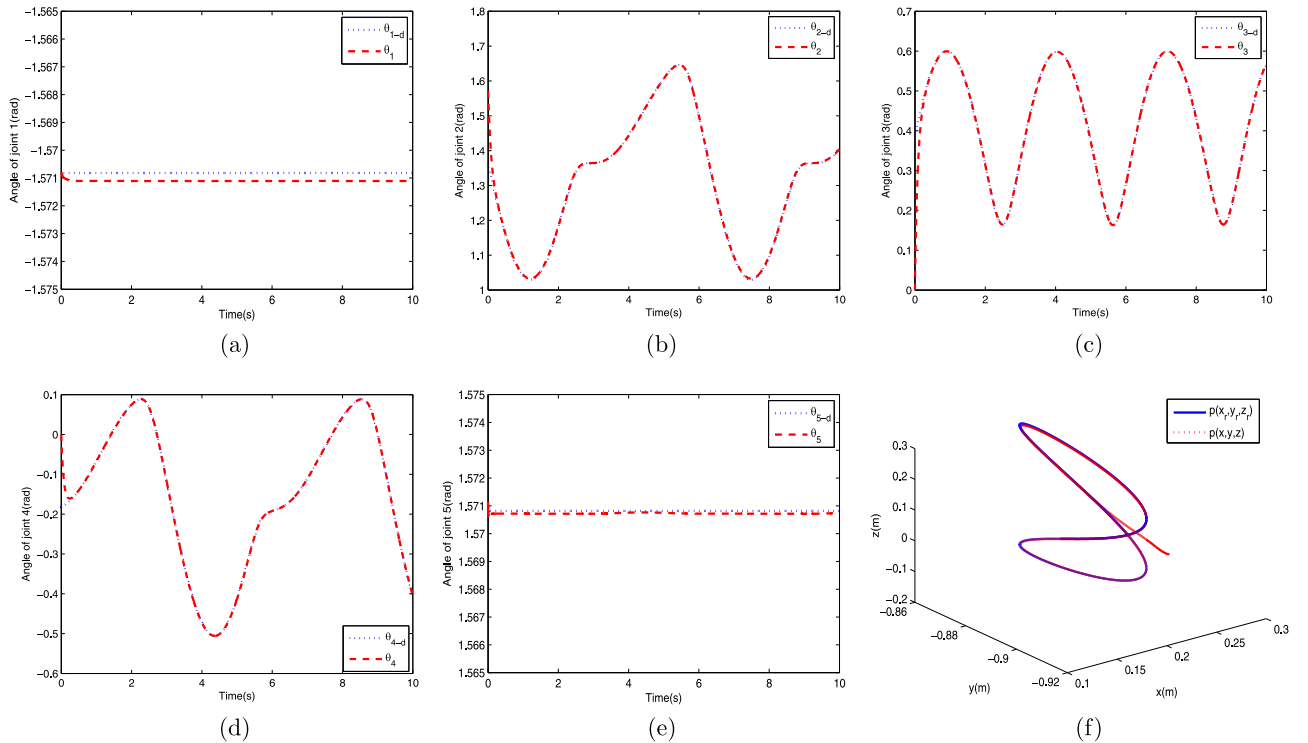 −1.565
−1.566
−1.567
−1.568
−1.569
−1.57
−1.571
−1.572
−1.573
−1.574
−1.575
0 2 4 6 8 10
Angle of joint 1(rad)
Time(s)
θ1−d
θ1
(a)
1.8
1.7
1.6
1.5
1.4
1.3
1.2
1.1
1
0 2 4 6 8 10
Angle of joint 2(rad)
Time(s)
θ2−d
θ2
(b)
0.7
0.6
0.5
0.4
0.3
0.2
0.1
0
0 2 4 6 8 10
Angle of joint 3(rad)
Time(s)
θ3−d
θ3
(c)
0.1
0
−0.1
−0.2
−0.3
−0.4
−0.5
−0.6
0 2 4 6 8 10
Angle of joint 4(rad)
Time(s)
θ4−d
θ4
(d)
1.575
1.574
1.573
1.572
1.571
1.57
1.569
1.568
1.567
1.566
1.565
0 2 4 6 8 10
Angle of joint 5(rad)
Time(s)
θ5−d
θ5
(e)
p(xr,yr,zr)
p(x,y,z)
0.3
0.2
0.1
0
−0.1
−0.2
z(m)
−0.86
−0.88
−0.9
−0.92
y(m)
0.1
0.15
0.2
0.25
0.3
x(m)
(f)